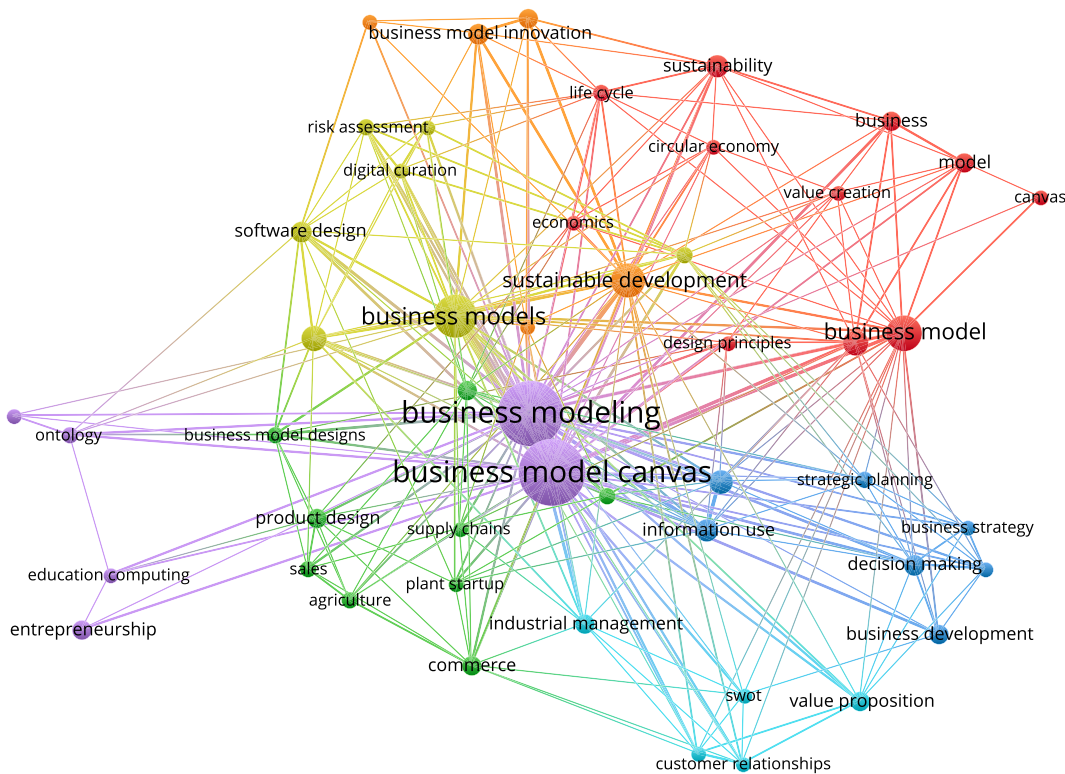 business model innovation
sustainability
life cycle
business
risk assessment
circular economy
model
digital curation
value creation
canvas
economics
software design
sustainable development
business models
business model
design principles
business modeling
ontology
business model designs
business model canvas
strategic planning
product design
supply chains
information use
business strategy
decision making
education computing
sales
plant startup
agriculture
entrepreneurship
industrial management
business development
commerce
swot
value proposition
customer relationships